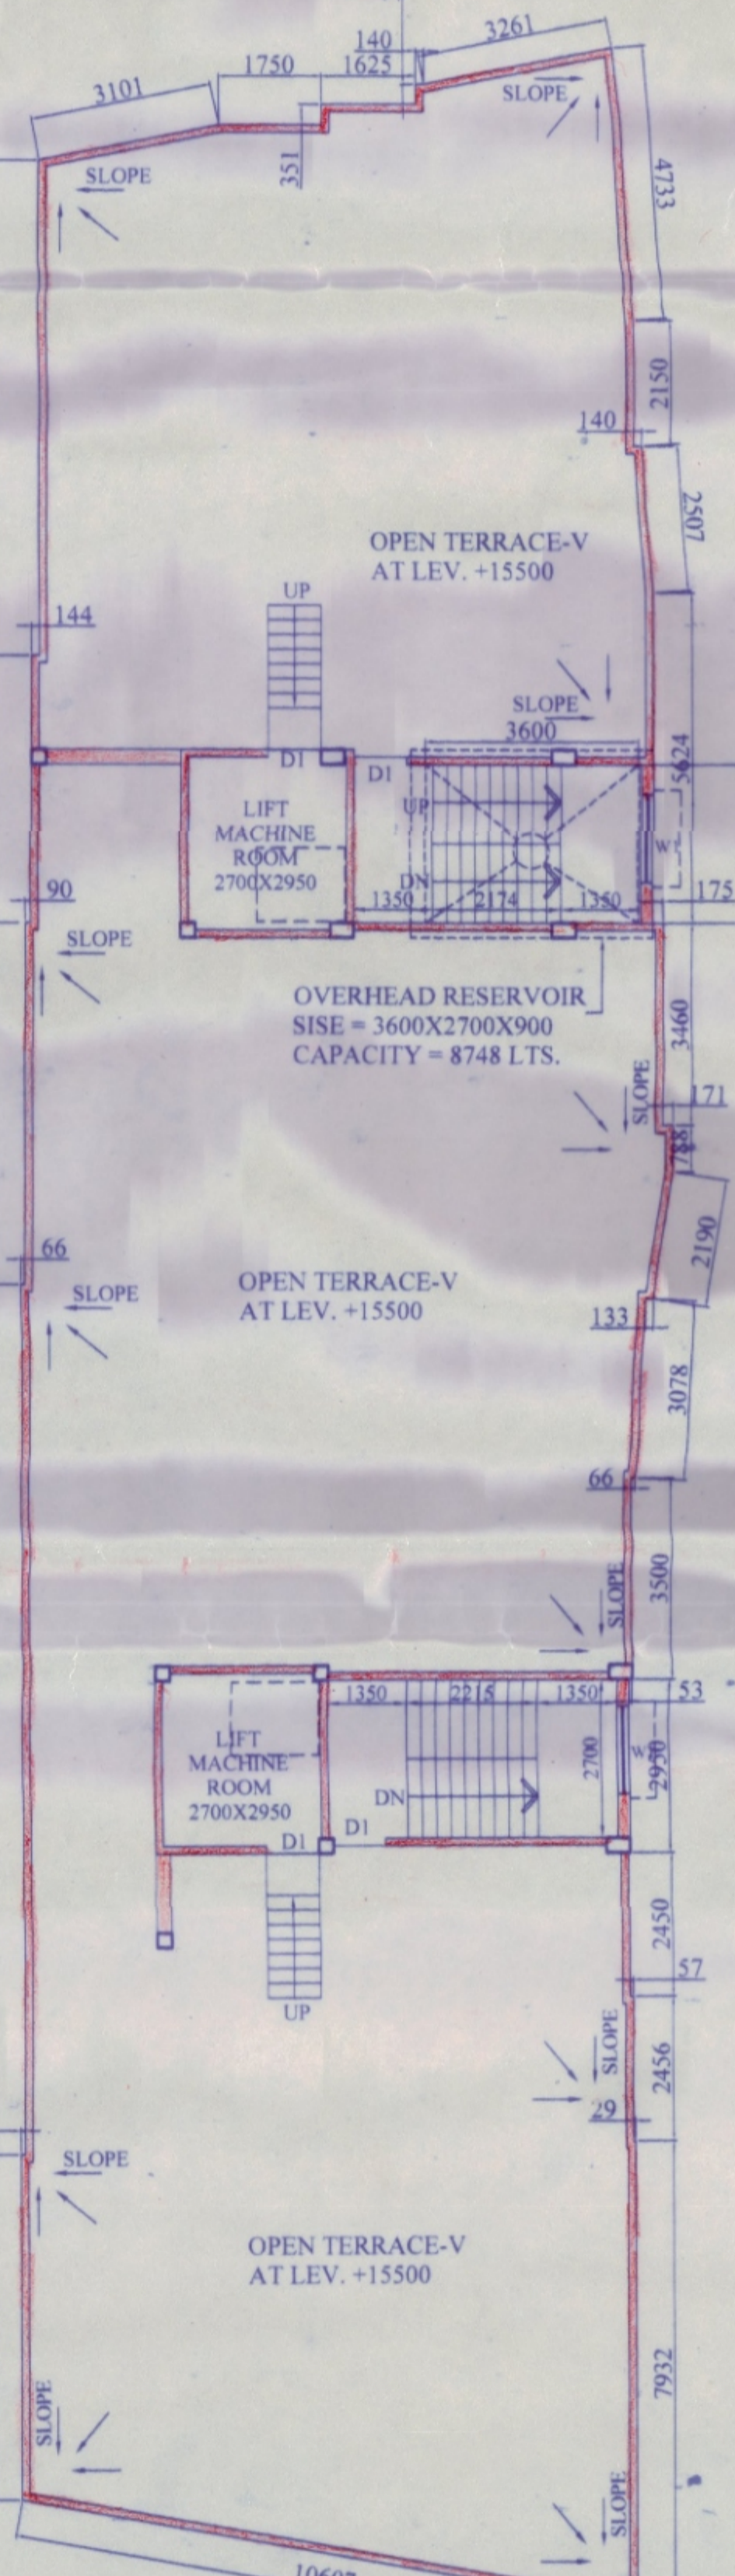 3261
140
1750
1625
3101
SLOPE
351
SLOPE
4733
2150
140
2507
OPEN TERRACE-V
AT LEV. +15500
UP
144
SLOPE
3600
5624
D1
D1
UP
LIFT
MACHINE
ROOM
2700X2950
W1
DN
90
1350
2174
1350
175
SLOPE
OVERHEAD RESERVOIR
SISE = 3600X2700X900
CAPACITY = 8748 LTS.
3460
SLOPE
171
788
2190
66
OPEN TERRACE-V
AT LEV. +15500
SLOPE
133
3078
66
3500
SLOPE
1350
2215
1350
53
LIFT
MACHINE
ROOM
2700X2950
2700
W
2950
DN
D1
D1
2450
57
UP
SLOPE
2456
29
SLOPE
OPEN TERRACE-V
AT LEV. +15500
7932
SLOPE
SLOPE